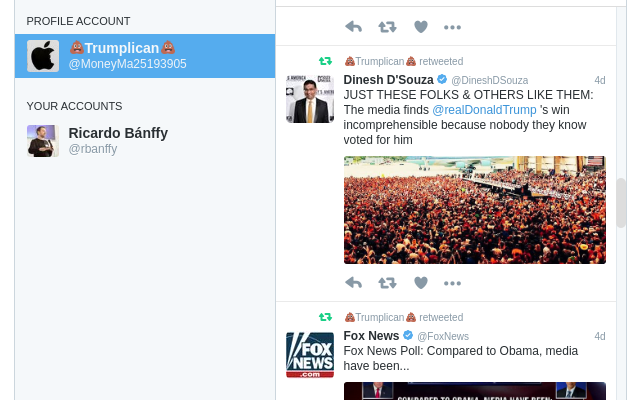 PROFILE ACCOUNT
💩Trumplican💩
@MoneyMa25193905
YOUR ACCOUNTS
Ricardo Bánffy
@rbanffy
💩Trumplican💩 retweeted
Dinesh D'Souza @DineshDSouza 4d
JUST THESE FOLKS & OTHERS LIKE THEM:
The media finds @realDonaldTrump 's win
incomprehensible because nobody they know
voted for him
💩Trumplican💩 retweeted
Fox News @FoxNews 4d
Fox News Poll: Compared to Obama, media
have been...
FOX
NEWS
.com
COMPARED TO OBAMA, MEDIA HAVE BEEN: